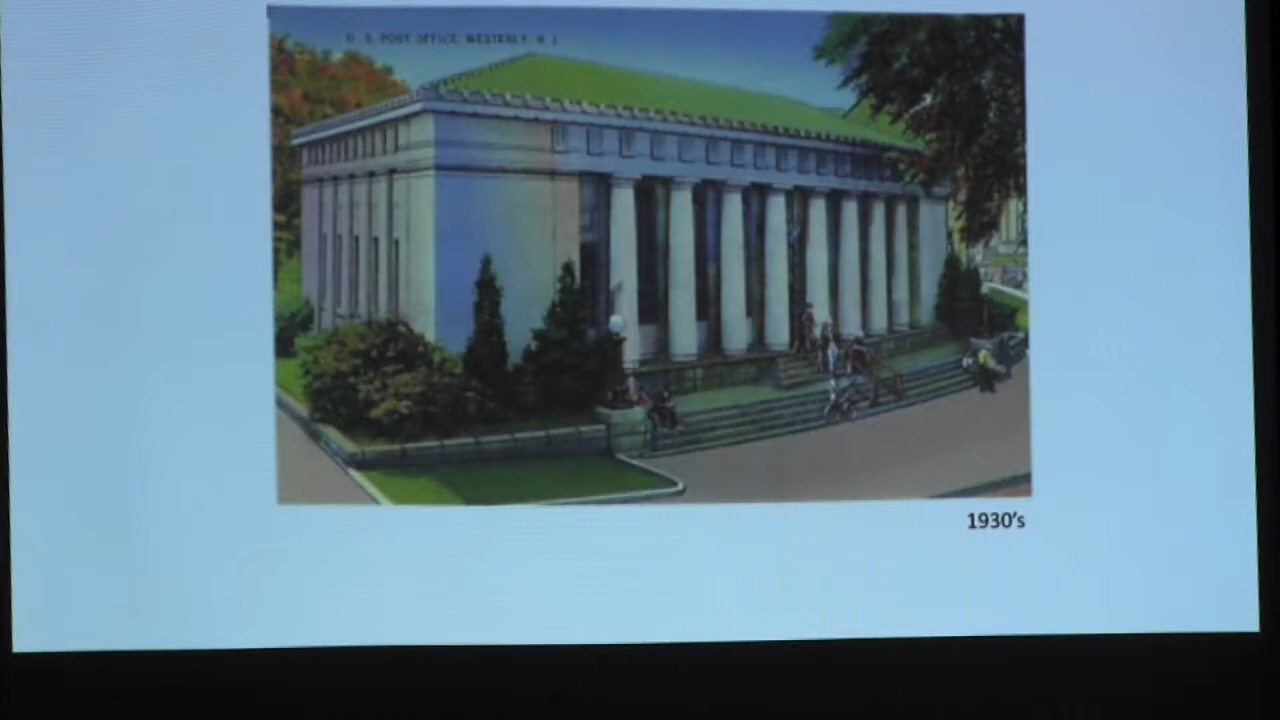 U. S. POST OFFICE, WESTERLY, R. I.
1930's